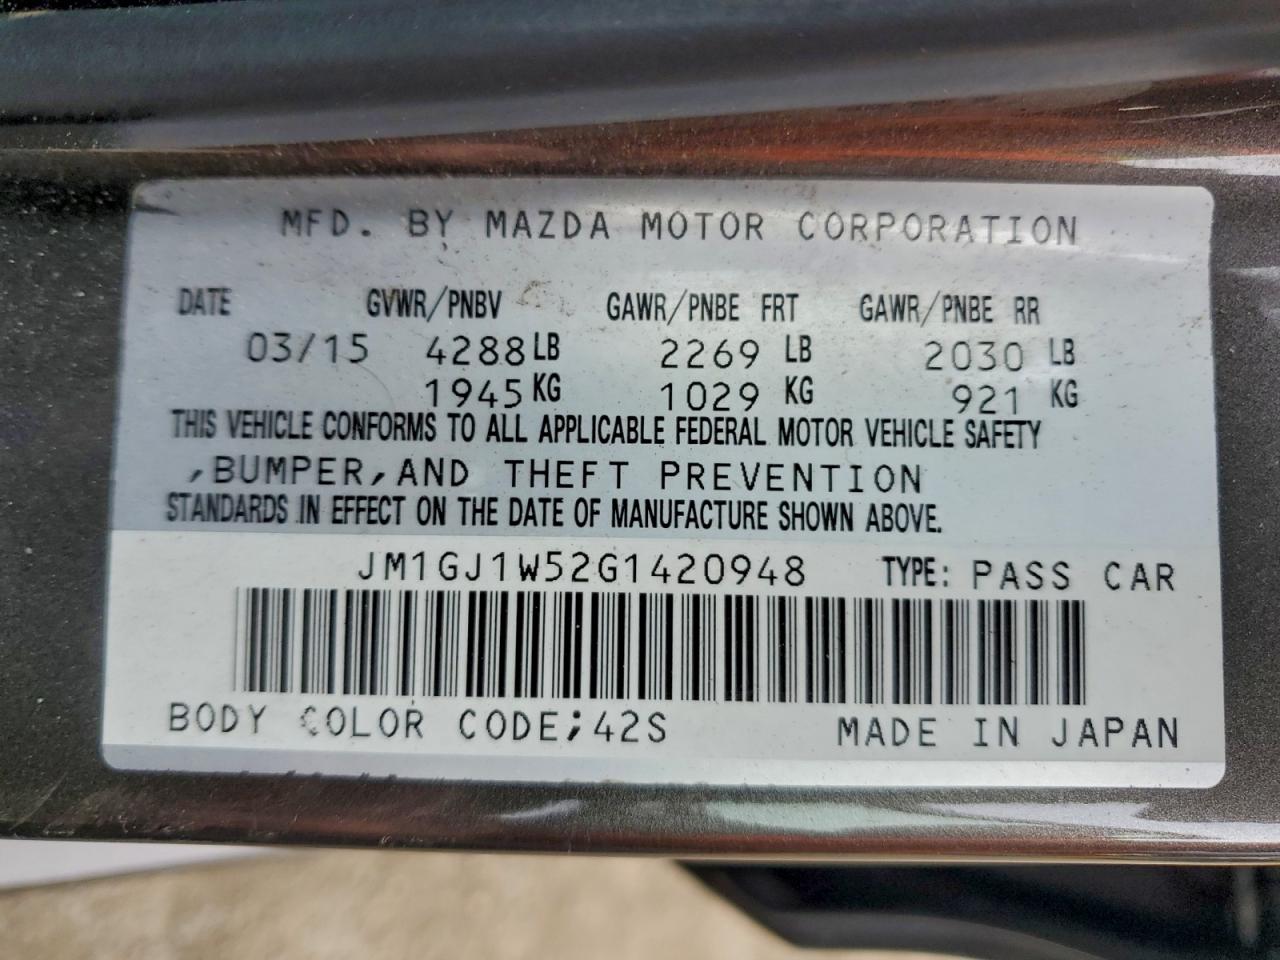 MFD. BY MAZDA MOTOR CORPORATION
DATE GVWR/PNBV GAWR/PNBE FRT GAWR/PNBE RR
03/15 4288 LB 2269 LB 2030 LB
1945 KG 1029 KG 921 KG
THIS VEHICLE CONFORMS TO ALL APPLICABLE FEDERAL MOTOR VEHICLE SAFETY
,BUMPER,AND THEFT PREVENTION
STANDARDS IN EFFECT ON THE DATE OF MANUFACTURE SHOWN ABOVE.
JM1GJ1W52G1420948 TYPE: PASS CAR
BODY COLOR CODE;42S MADE IN JAPAN